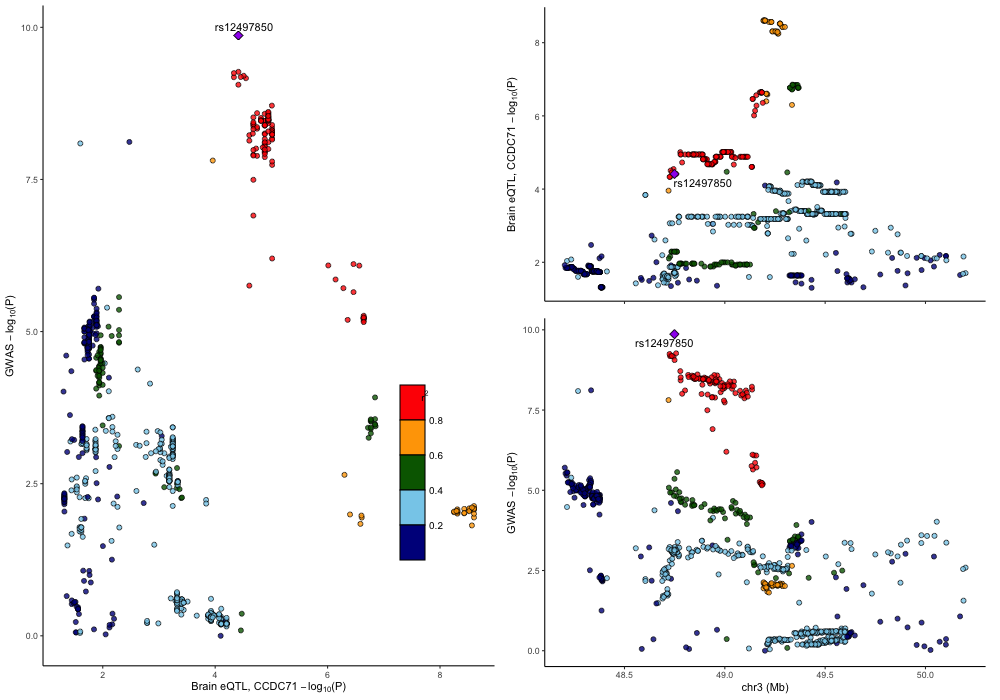 10.0
7.5
5.0
2.5
0.0
GWAS −log10(P)
2
4
6
8
Brain eQTL, CCDC71 −log10(P)
rs12497850
r2
0.8
0.6
0.4
0.2
8
6
4
2
Brain eQTL, CCDC71 −log10(P)
rs12497850
10.0
7.5
5.0
2.5
0.0
GWAS −log10(P)
rs12497850
48.5
49.0
49.5
50.0
chr3 (Mb)